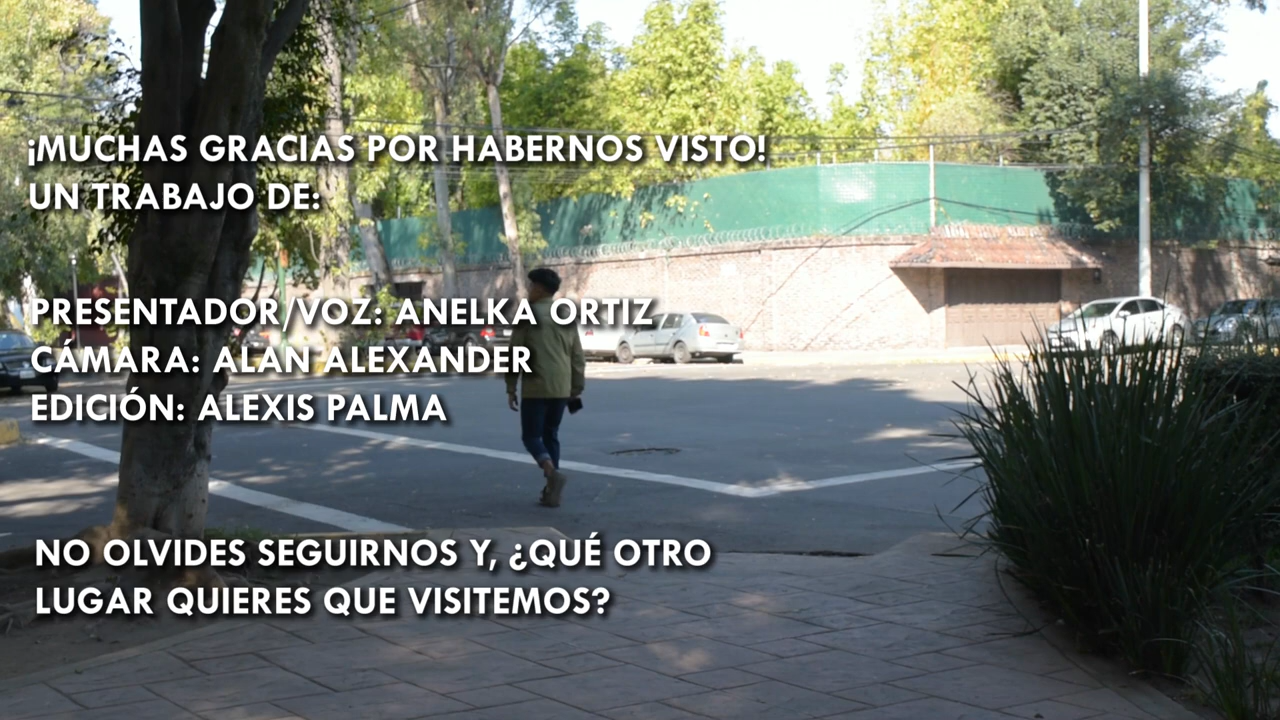 ¡MUCHAS GRACIAS POR HABERNOS VISTO!
UN TRABAJO DE:
PRESENTADOR/VOZ: ANELKA ORTIZ
CÁMARA: ALAN ALEXANDER
EDICIÓN: ALEXIS PALMA
NO OLVIDES SEGUIRNOS Y, ¿QUÉ OTRO
LUGAR QUIERES QUE VISITEMOS?